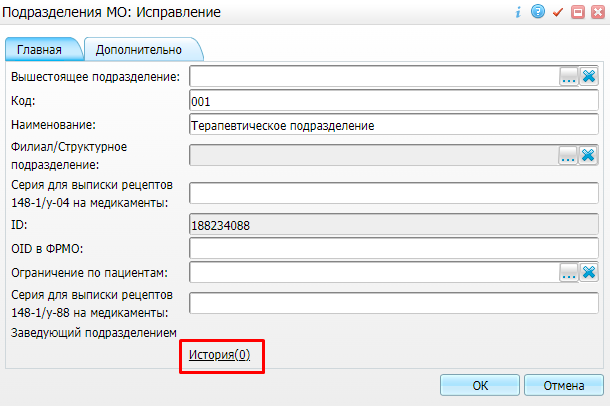 Подразделения МО: Исправление
Главная
Дополнительно
Вышестоящее подразделение:
Код:
001
Наименование:
Терапевтическое подразделение
Филиал/Структурное
подразделение:
Серия для выписки рецептов
148-1/у-04 на медикаменты:
ID:
188234088
OID в ФРМО:
Ограничение по пациентам:
Серия для выписки рецептов
148-1/у-88 на медикаменты:
Заведующий подразделением
История(0)
ОК
Отмена